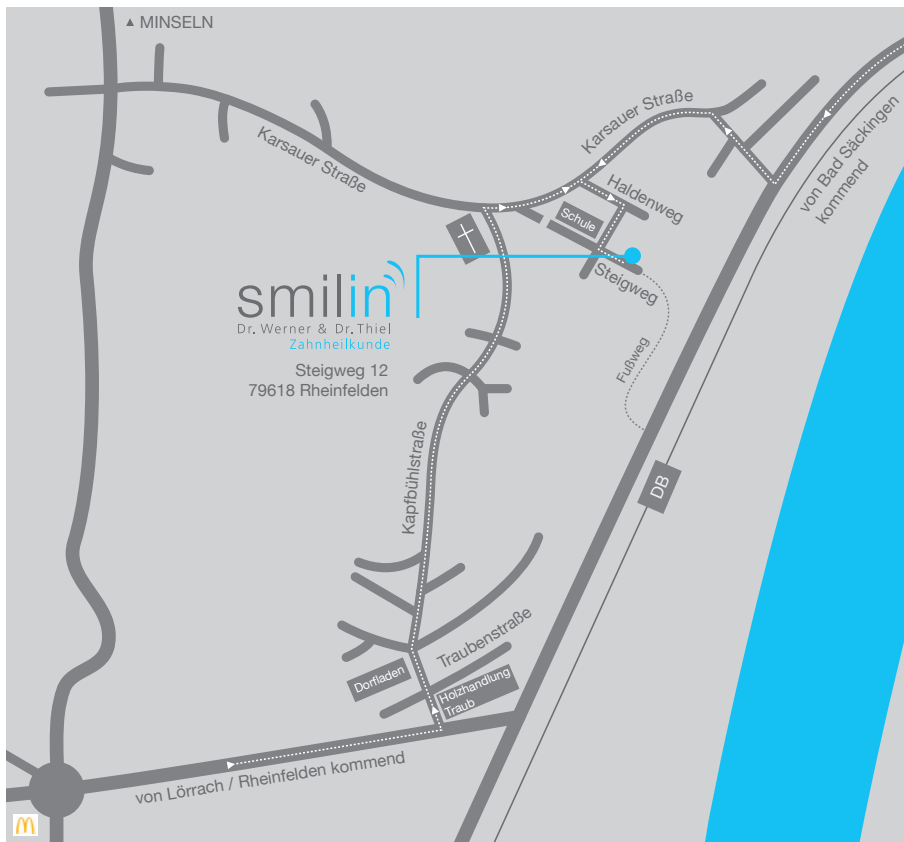 ▲ MINSELN
Karsauer Straße
Karsauer Straße
von Bad Säckingen
kommend
Haldenweg
Schule
Steigweg
smilin
Dr. Werner & Dr. Thiel
Zahnheilkunde
Steigweg 12
79618 Rheinfelden
Fußweg
Kapfbühlstraße
DB
Traubenstraße
Dorfladen
Holzhandlung
Traub
von Lörrach / Rheinfelden kommend